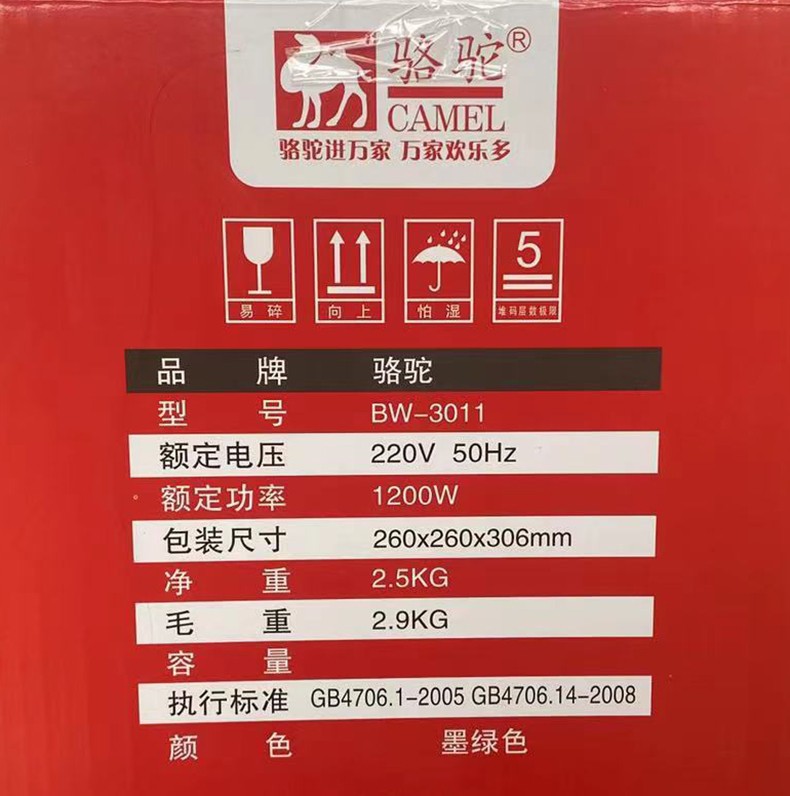 骆驼®
CAMEL
骆驼进万家 万家欢乐多
5
易碎 向上 怕湿 堆码层数极限
品牌 骆驼
型号 BW-3011
额定电压 220V 50Hz
额定功率 1200W
包装尺寸 260x260x306mm
净重 2.5KG
毛重 2.9KG
容量
执行标准 GB4706.1-2005 GB4706.14-2008
颜色 墨绿色